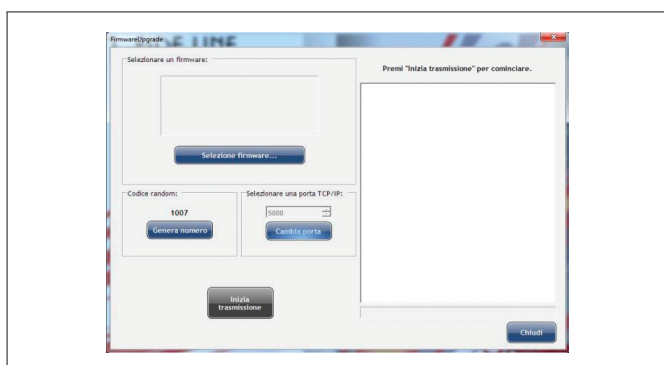 FirmwareUpgrade
Selezionare un firmware:
Premi "Inizia trasmissione" per cominciare.
Selezione firmware...
Codice random:
Selezionare una porta TCP/IP:
1007
5000
Genera numero
Cambia porta
Inizia
trasmissione
Chiudi